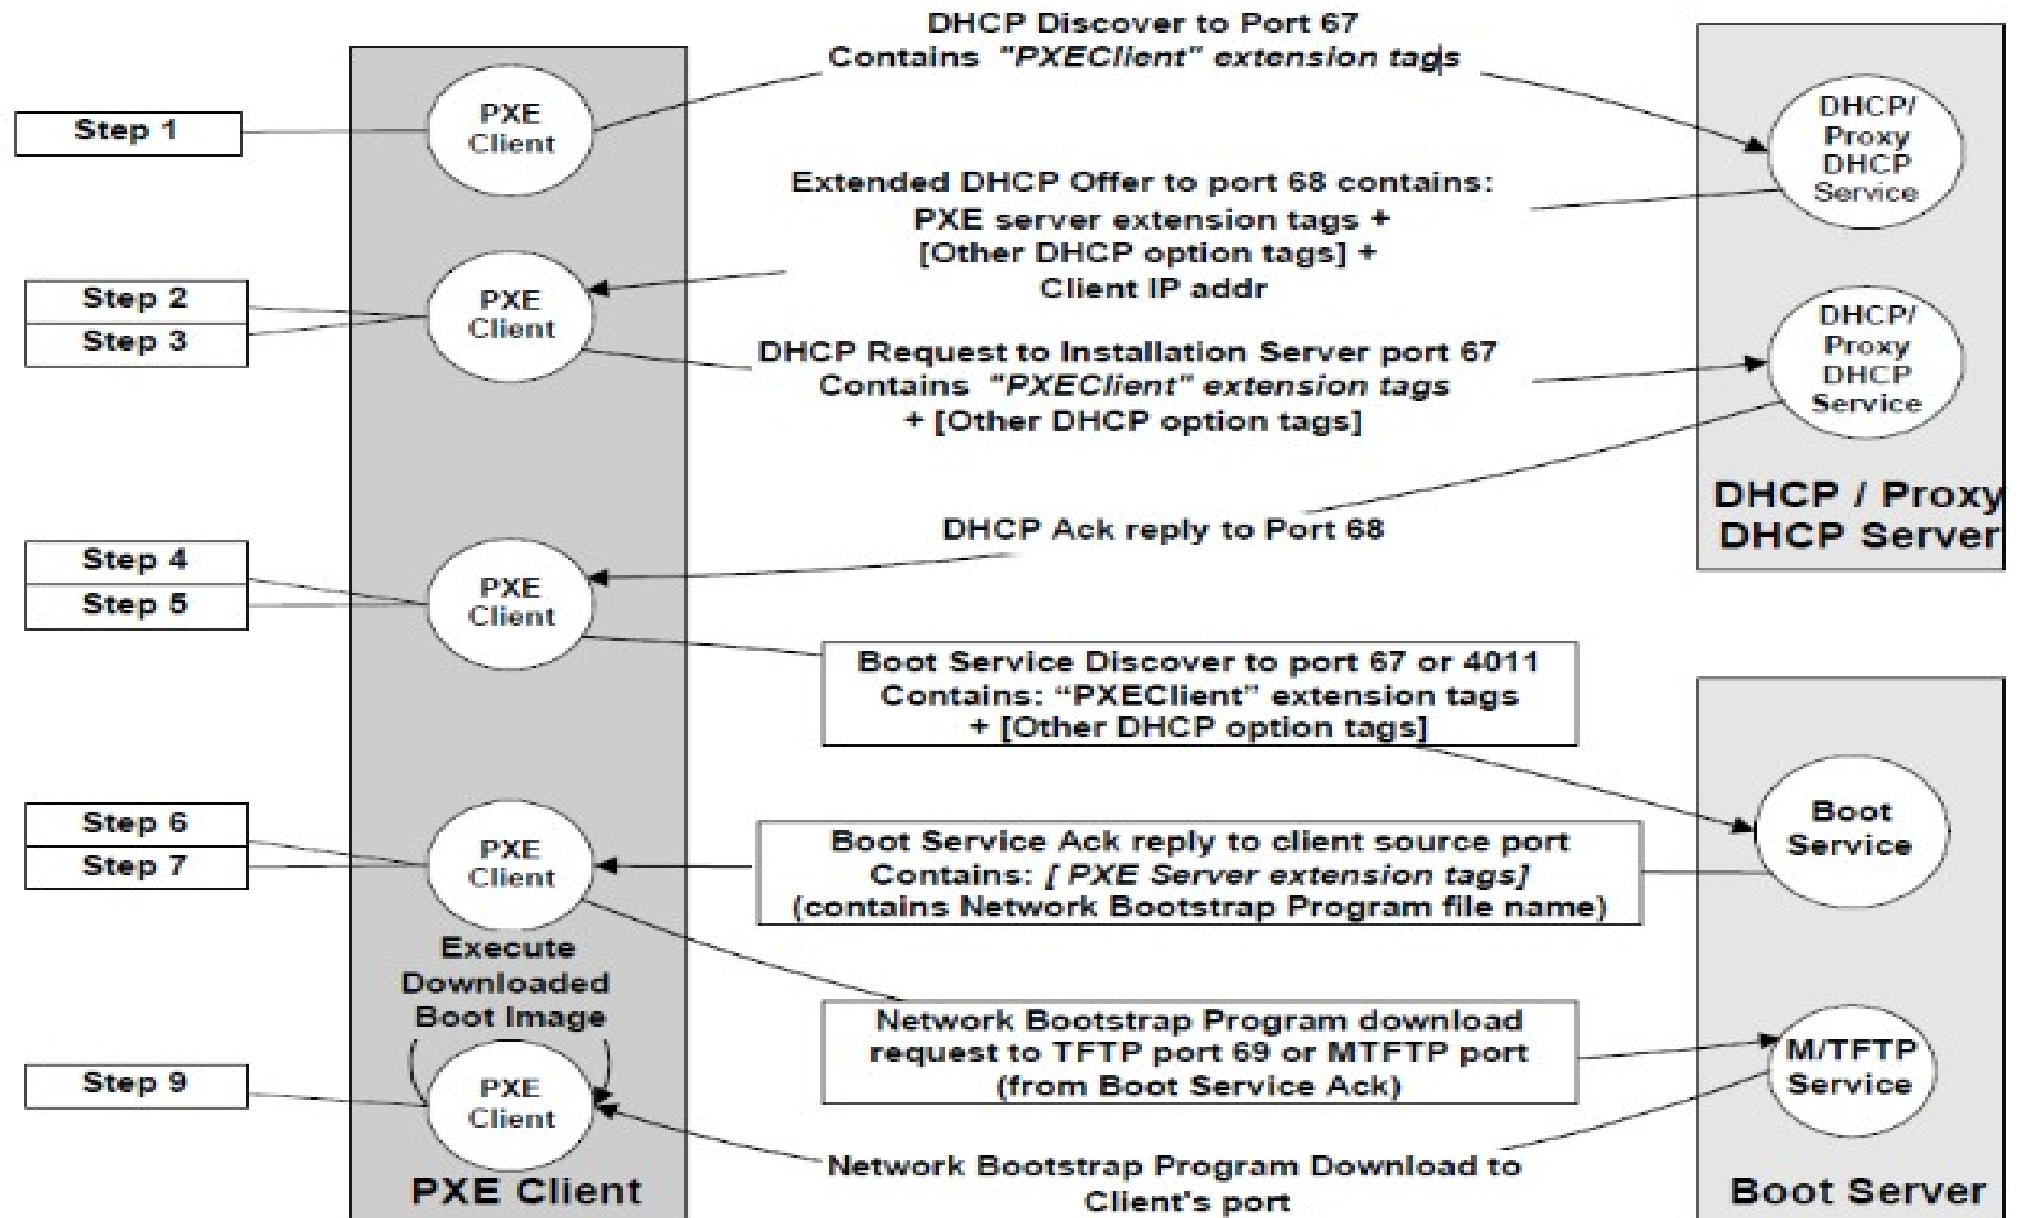 DHCP Discover to Port 67
Contains "PXEClient" extension tags
Step 1
PXE
Client
DHCP/
Proxy
DHCP
Service
Extended DHCP Offer to port 68 contains:
PXE server extension tags +
[Other DHCP option tags] +
Client IP addr
Step 2
Step 3
PXE
Client
DHCP/
Proxy
DHCP
Service
DHCP Request to Installation Server port 67
Contains "PXEClient" extension tags
+ [Other DHCP option tags]
DHCP / Proxy
DHCP Server
DHCP Ack reply to Port 68
Step 4
Step 5
PXE
Client
Boot Service Discover to port 67 or 4011
Contains: “PXEClient” extension tags
+ [Other DHCP option tags]
Boot
Service
Step 6
Step 7
PXE
Client
Boot Service Ack reply to client source port
Contains: [ PXE Server extension tags]
(contains Network Bootstrap Program file name)
Execute
Downloaded
Boot Image
Network Bootstrap Program download
request to TFTP port 69 or MTFTP port
(from Boot Service Ack)
M/TFTP
Service
Step 9
PXE
Client
Network Bootstrap Program Download to
Client's port
PXE Client
Boot Server